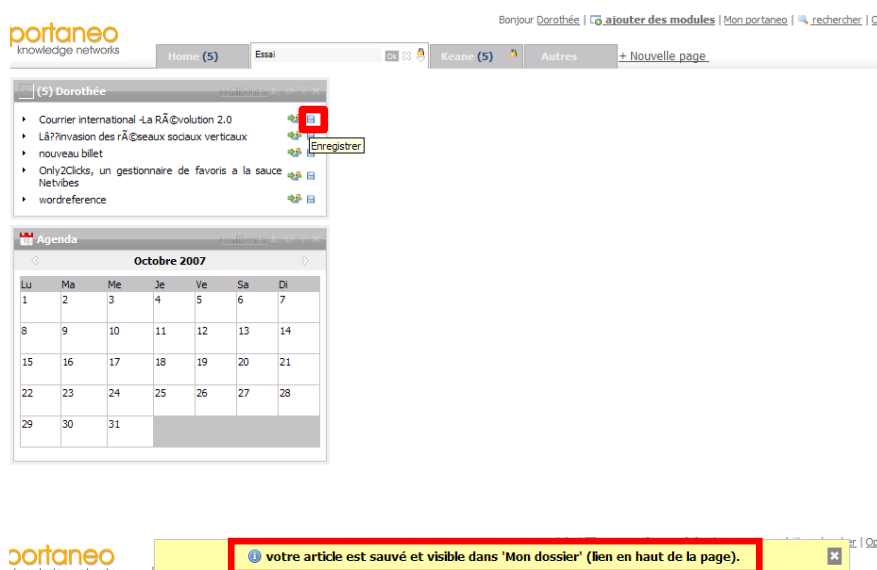 Bonjour Dorothée | ajouter des modules | Mon portaneo | rechercher |
portaneo
knowledge networks
Home (5) Essai Ok Keane (5) Autres + Nouvelle page
(5) Dorothée
Courrier international -La RÃ©volution 2.0
Lâ??invasion des rÃ©seaux sociaux verticaux
Enregistrer
nouveau billet
Only2Clicks, un gestionnaire de favoris a la sauce
Netvibes
wordreference
Agenda
Octobre 2007
Lu Ma Me Je Ve Sa Di
1 2 3 4 5 6 7
8 9 10 11 12 13 14
15 16 17 18 19 20 21
22 23 24 25 26 27 28
29 30 31
votre article est sauvé et visible dans 'Mon dossier' (lien en haut de la page).
portaneo